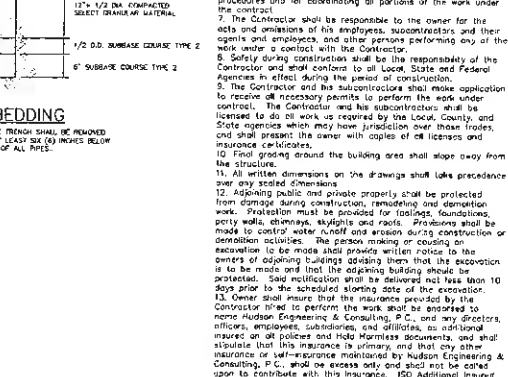 12"+ 1/2 DIA. COMPACTED
SELECT GRANULAR MATERIAL
1/2 O.D. SUBBASE COURSE TYPE 2
6" SUBBASE COURSE TYPE 2
BEDDING
TRENCH SHALL BE REMOVED
LEAST SIX (6) INCHES BELOW
OF ALL PIPES.
procedures and for coordinating all portions of the work under
the contract
7. The Contractor shall be responsible to the owner for the
acts and omissions of his employees, subcontractors and their
agents and employees, and other persons performing any of the
work under a contact with the Contractor.
8. Safety during construction shall be the responsibility of the
Contractor and shall conform to all Local, State and Federal
Agencies in effect during the period of construction.
9. The Contractor and his subcontractors shall make application
to receive all necessary permits to perform the work under
contract. The Contractor and his subcontractors shall be
licensed to do all work as required by the Local, County, and
State agencies which may have jurisdiction over those trades,
and shall present the owner with copies of all licenses and
insurance certificates.
10. Final grading around the building area shall slope away from
the structure.
11. All written dimensions on the drawings shall take precedence
over any scaled dimensions
12. Adjoining public and private property shall be protected
from damage during construction, remodeling and demolition
work. Protection must be provided for footings, foundations,
party walls, chimneys, skylights and roofs. Provisions shall be
made to control water runoff and erosion during construction or
demolition activities. The person making or causing an
excavation to be made shall provide written notice to the
owners of adjoining buildings advising them that the excavation
is to be made and that the adjoining building should be
protected. Said notification shall be delivered not less than 10
days prior to the scheduled starting date of the excavation.
13. Owner shall insure that the insurance provided by the
Contractor hired to perform the work shall be endorsed to
name Hudson Engineering & Consulting, P.C., and any directors,
officers, employees, subsidiaries, and affiliates, as additional
insured on all policies and Hold Harmless documents, and shall
stipulate that this insurance is primary, and that any other
insurance or self-insurance maintained by Hudson Engineering &
Consulting, P.C., shall be excess only and shall not be called
upon to contribute with this insurance. ISO Additional Insured